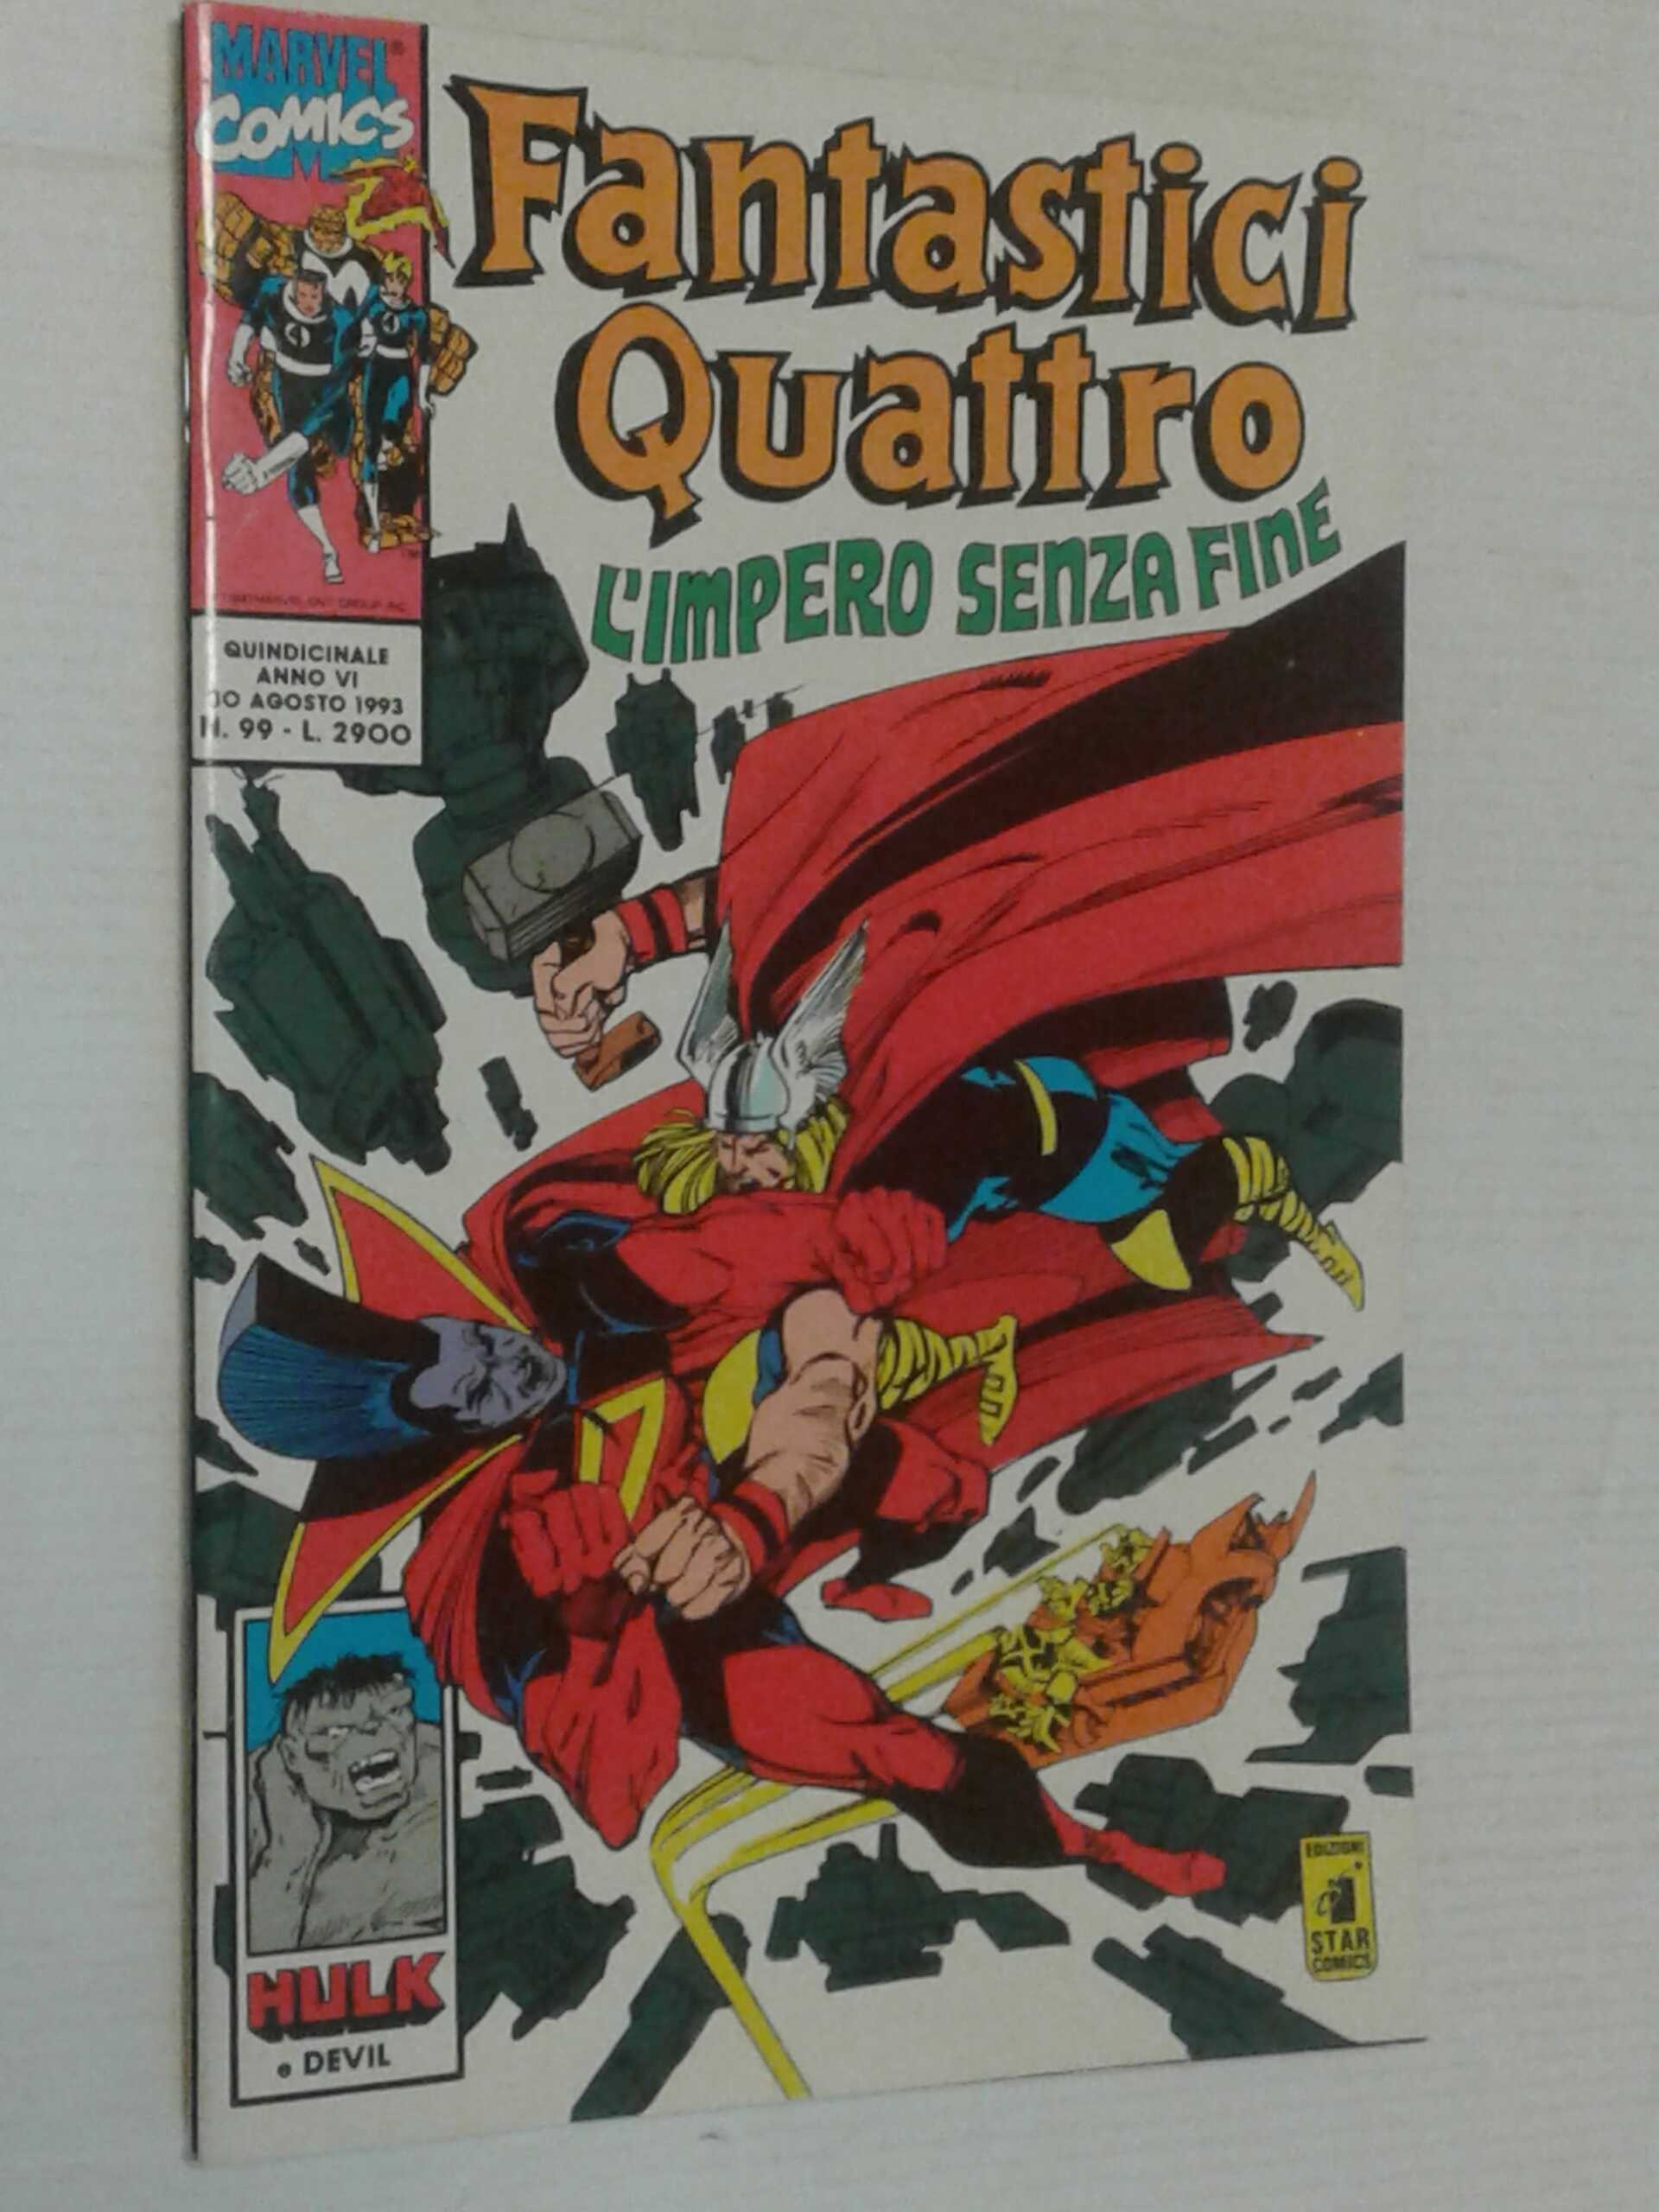 MARVEL®
COMICS
Fantastici
Quattro
L'IMPERO SENZA FINE
QUINDICINALE
ANNO VI
30 AGOSTO 1993
N. 99 - L. 2900
HULK
e DEVIL
EDIZIONI
STAR
COMICS